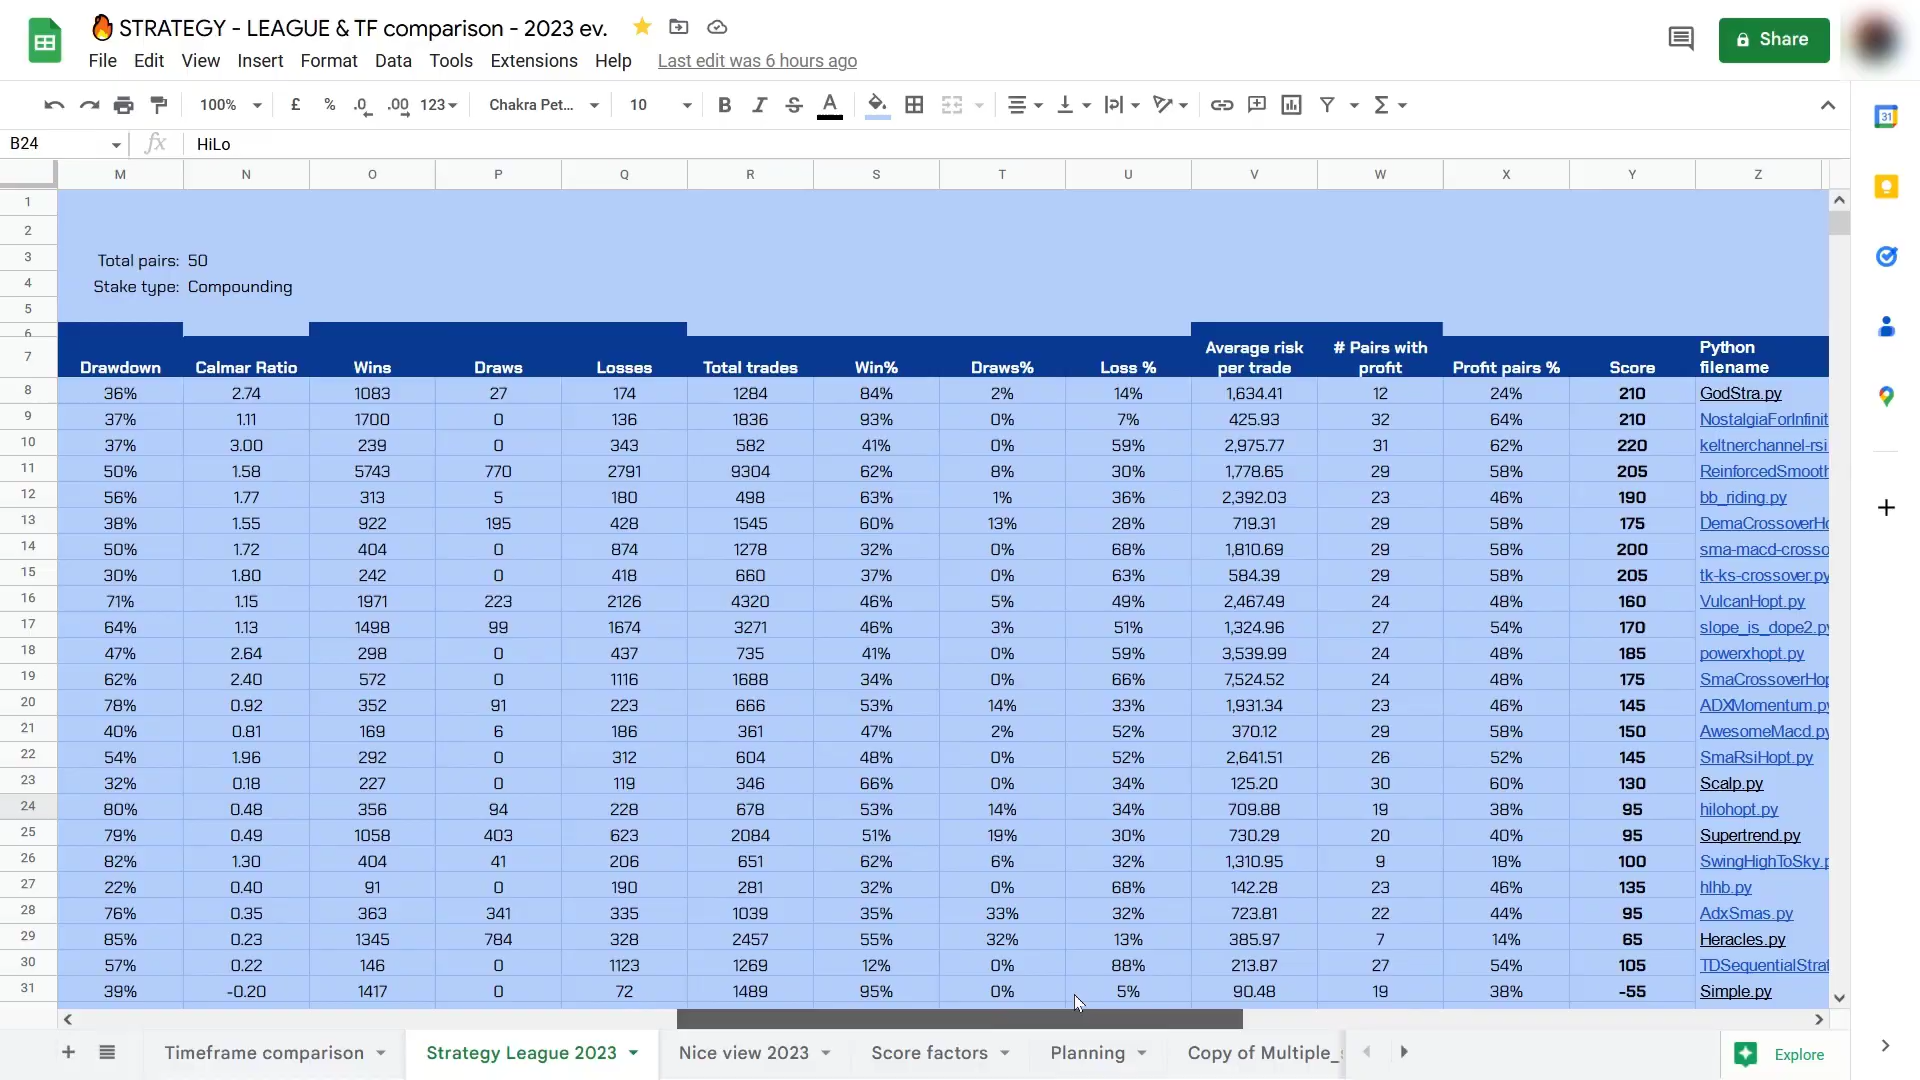 🔥 STRATEGY - LEAGUE & TF comparison - 2023 ev.
Share
File Edit View Insert Format Data Tools Extensions Help Last edit was 6 hours ago
100% £ % .0 .00 123 Chakra Pet... 10 B I S A
31
B24 fx HiLo
M N O P Q R S T U V W X Y Z
1
2
3 Total pairs: 50
4 Stake type: Compounding
5
6
7 Drawdown Calmar Ratio Wins Draws Losses Total trades Win% Draws% Loss % Average risk per trade # Pairs with profit Profit pairs % Score Python filename
8 36% 2.74 1083 27 174 1284 84% 2% 14% 1,634.41 12 24% 210 GodStra.py
9 37% 1.11 1700 0 136 1836 93% 0% 7% 425.93 32 64% 210 NostalgiaForInfinit
10 37% 3.00 239 0 343 582 41% 0% 59% 2,975.77 31 62% 220 keltnerchannel-rsi
11 50% 1.58 5743 770 2791 9304 62% 8% 30% 1,778.65 29 58% 205 ReinforcedSmooth
12 56% 1.77 313 5 180 498 63% 1% 36% 2,392.03 23 46% 190 bb_riding.py
13 38% 1.55 922 195 428 1545 60% 13% 28% 719.31 29 58% 175 DemaCrossoverHo
14 50% 1.72 404 0 874 1278 32% 0% 68% 1,810.69 29 58% 200 sma-macd-crosso
15 30% 1.80 242 0 418 660 37% 0% 63% 584.39 29 58% 205 tk-ks-crossover.py
16 71% 1.15 1971 223 2126 4320 46% 5% 49% 2,467.49 24 48% 160 VulcanHopt.py
17 64% 1.13 1498 99 1674 3271 46% 3% 51% 1,324.96 27 54% 170 slope_is_dope2.py
18 47% 2.64 298 0 437 735 41% 0% 59% 3,539.99 24 48% 185 powerxhopt.py
19 62% 2.40 572 0 1116 1688 34% 0% 66% 7,524.52 24 48% 175 SmaCrossoverHop
20 78% 0.92 352 91 223 666 53% 14% 33% 1,931.34 23 46% 145 ADXMomentum.py
21 40% 0.81 169 6 186 361 47% 2% 52% 370.12 29 58% 150 AwesomeMacd.py
22 54% 1.96 292 0 312 604 48% 0% 52% 2,641.51 26 52% 145 SmaRsiHopt.py
23 32% 0.18 227 0 119 346 66% 0% 34% 125.20 30 60% 130 Scalp.py
24 80% 0.48 356 94 228 678 53% 14% 34% 709.88 19 38% 95 hilohopt.py
25 79% 0.49 1058 403 623 2084 51% 19% 30% 730.29 20 40% 95 Supertrend.py
26 82% 1.30 404 41 206 651 62% 6% 32% 1,310.95 9 18% 100 SwingHighToSky.p
27 22% 0.40 91 0 190 281 32% 0% 68% 142.28 23 46% 135 hlhb.py
28 76% 0.35 363 341 335 1039 35% 33% 32% 723.81 22 44% 95 AdxSmas.py
29 85% 0.23 1345 784 328 2457 55% 32% 13% 385.97 7 14% 65 Heracles.py
30 57% 0.22 146 0 1123 1269 12% 0% 88% 213.87 27 54% 105 TDSequentialStrat
31 39% -0.20 1417 0 72 1489 95% 0% 5% 90.48 19 38% -55 Simple.py
Timeframe comparison Strategy League 2023 Nice view 2023 Score factors Planning Copy of Multiple_ Explore